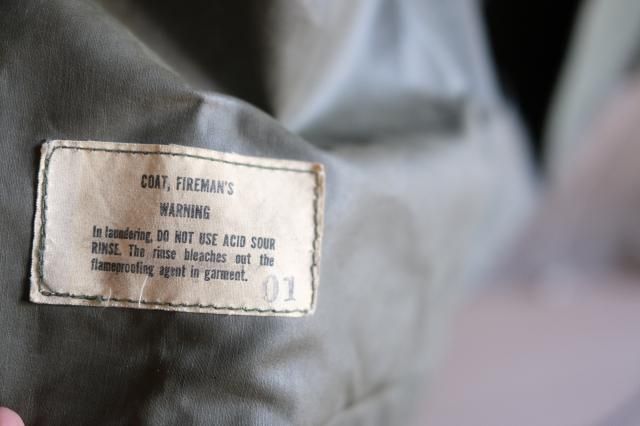 COAT, FIREMAN'S
WARNING
In laundering, DO NOT USE ACID SOUR
RINSE. The rinse bleaches out the
flameproofing agent in garment.
01